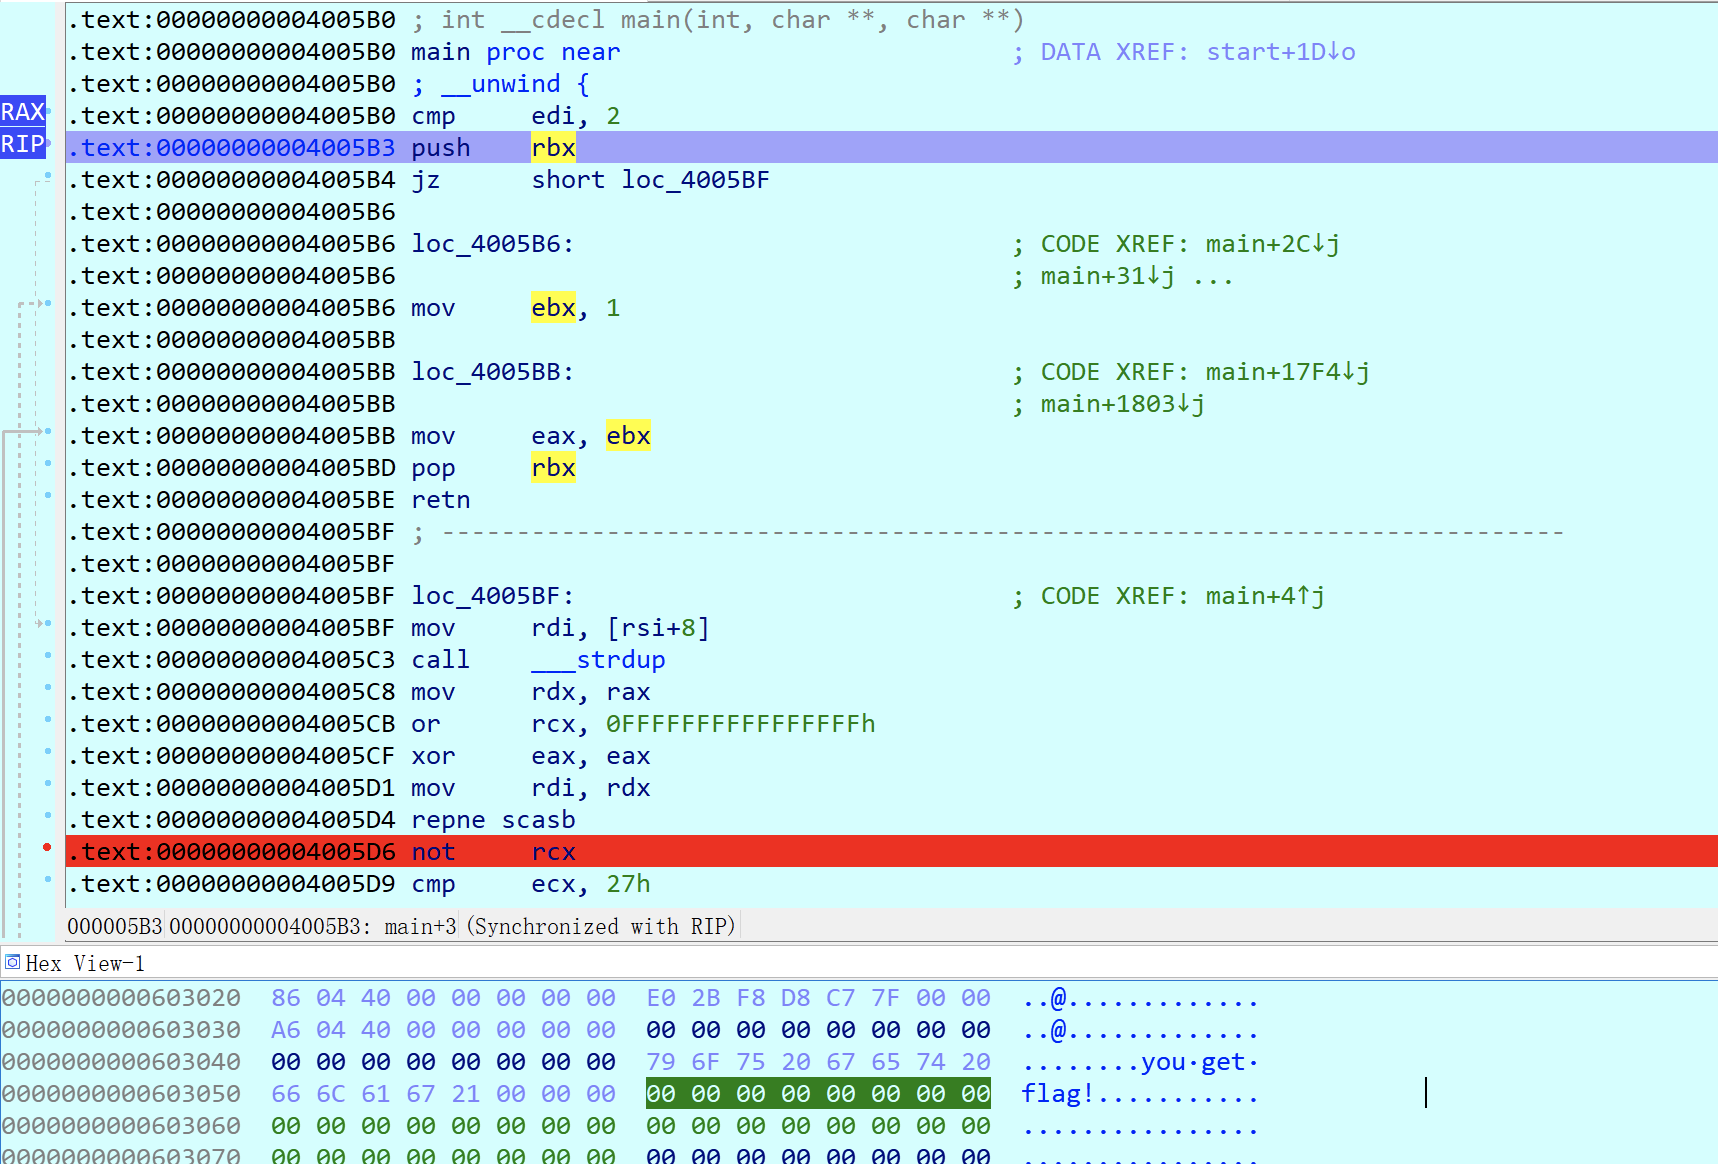 .text:00000000004005B0 ; int __cdecl main(int, char **, char **)
.text:00000000004005B0 main proc near ; DATA XREF: start+1D↓o
.text:00000000004005B0 ; __unwind {
RAX
.text:00000000004005B0 cmp edi, 2
RIP
.text:00000000004005B3 push rbx
.text:00000000004005B4 jz short loc_4005BF
.text:00000000004005B6
.text:00000000004005B6 loc_4005B6: ; CODE XREF: main+2C↓j
.text:00000000004005B6 ; main+31↓j ...
.text:00000000004005B6 mov ebx, 1
.text:00000000004005BB
.text:00000000004005BB loc_4005BB: ; CODE XREF: main+17F4↓j
.text:00000000004005BB ; main+1803↓j
.text:00000000004005BB mov eax, ebx
.text:00000000004005BD pop rbx
.text:00000000004005BE retn
.text:00000000004005BF ; ---------------------------------------------------------------------------
.text:00000000004005BF
.text:00000000004005BF loc_4005BF: ; CODE XREF: main+4↑j
.text:00000000004005BF mov rdi, [rsi+8]
.text:00000000004005C3 call ___strdup
.text:00000000004005C8 mov rdx, rax
.text:00000000004005CB or rcx, 0FFFFFFFFFFFFFFFFh
.text:00000000004005CF xor eax, eax
.text:00000000004005D1 mov rdi, rdx
.text:00000000004005D4 repne scasb
.text:00000000004005D6 not rcx
.text:00000000004005D9 cmp ecx, 27h
000005B3 00000000004005B3: main+3 (Synchronized with RIP)
Hex View-1
0000000000603020 86 04 40 00 00 00 00 00 E0 2B F8 D8 C7 7F 00 00 ..@.............
0000000000603030 A6 04 40 00 00 00 00 00 00 00 00 00 00 00 00 00 ..@.............
0000000000603040 00 00 00 00 00 00 00 00 79 6F 75 20 67 65 74 20 ........you·get·
0000000000603050 66 6C 61 67 21 00 00 00 00 00 00 00 00 00 00 00 flag!...........
0000000000603060 00 00 00 00 00 00 00 00 00 00 00 00 00 00 00 00 ................
0000000000603070 00 00 00 00 00 00 00 00 00 00 00 00 00 00 00 00 ................